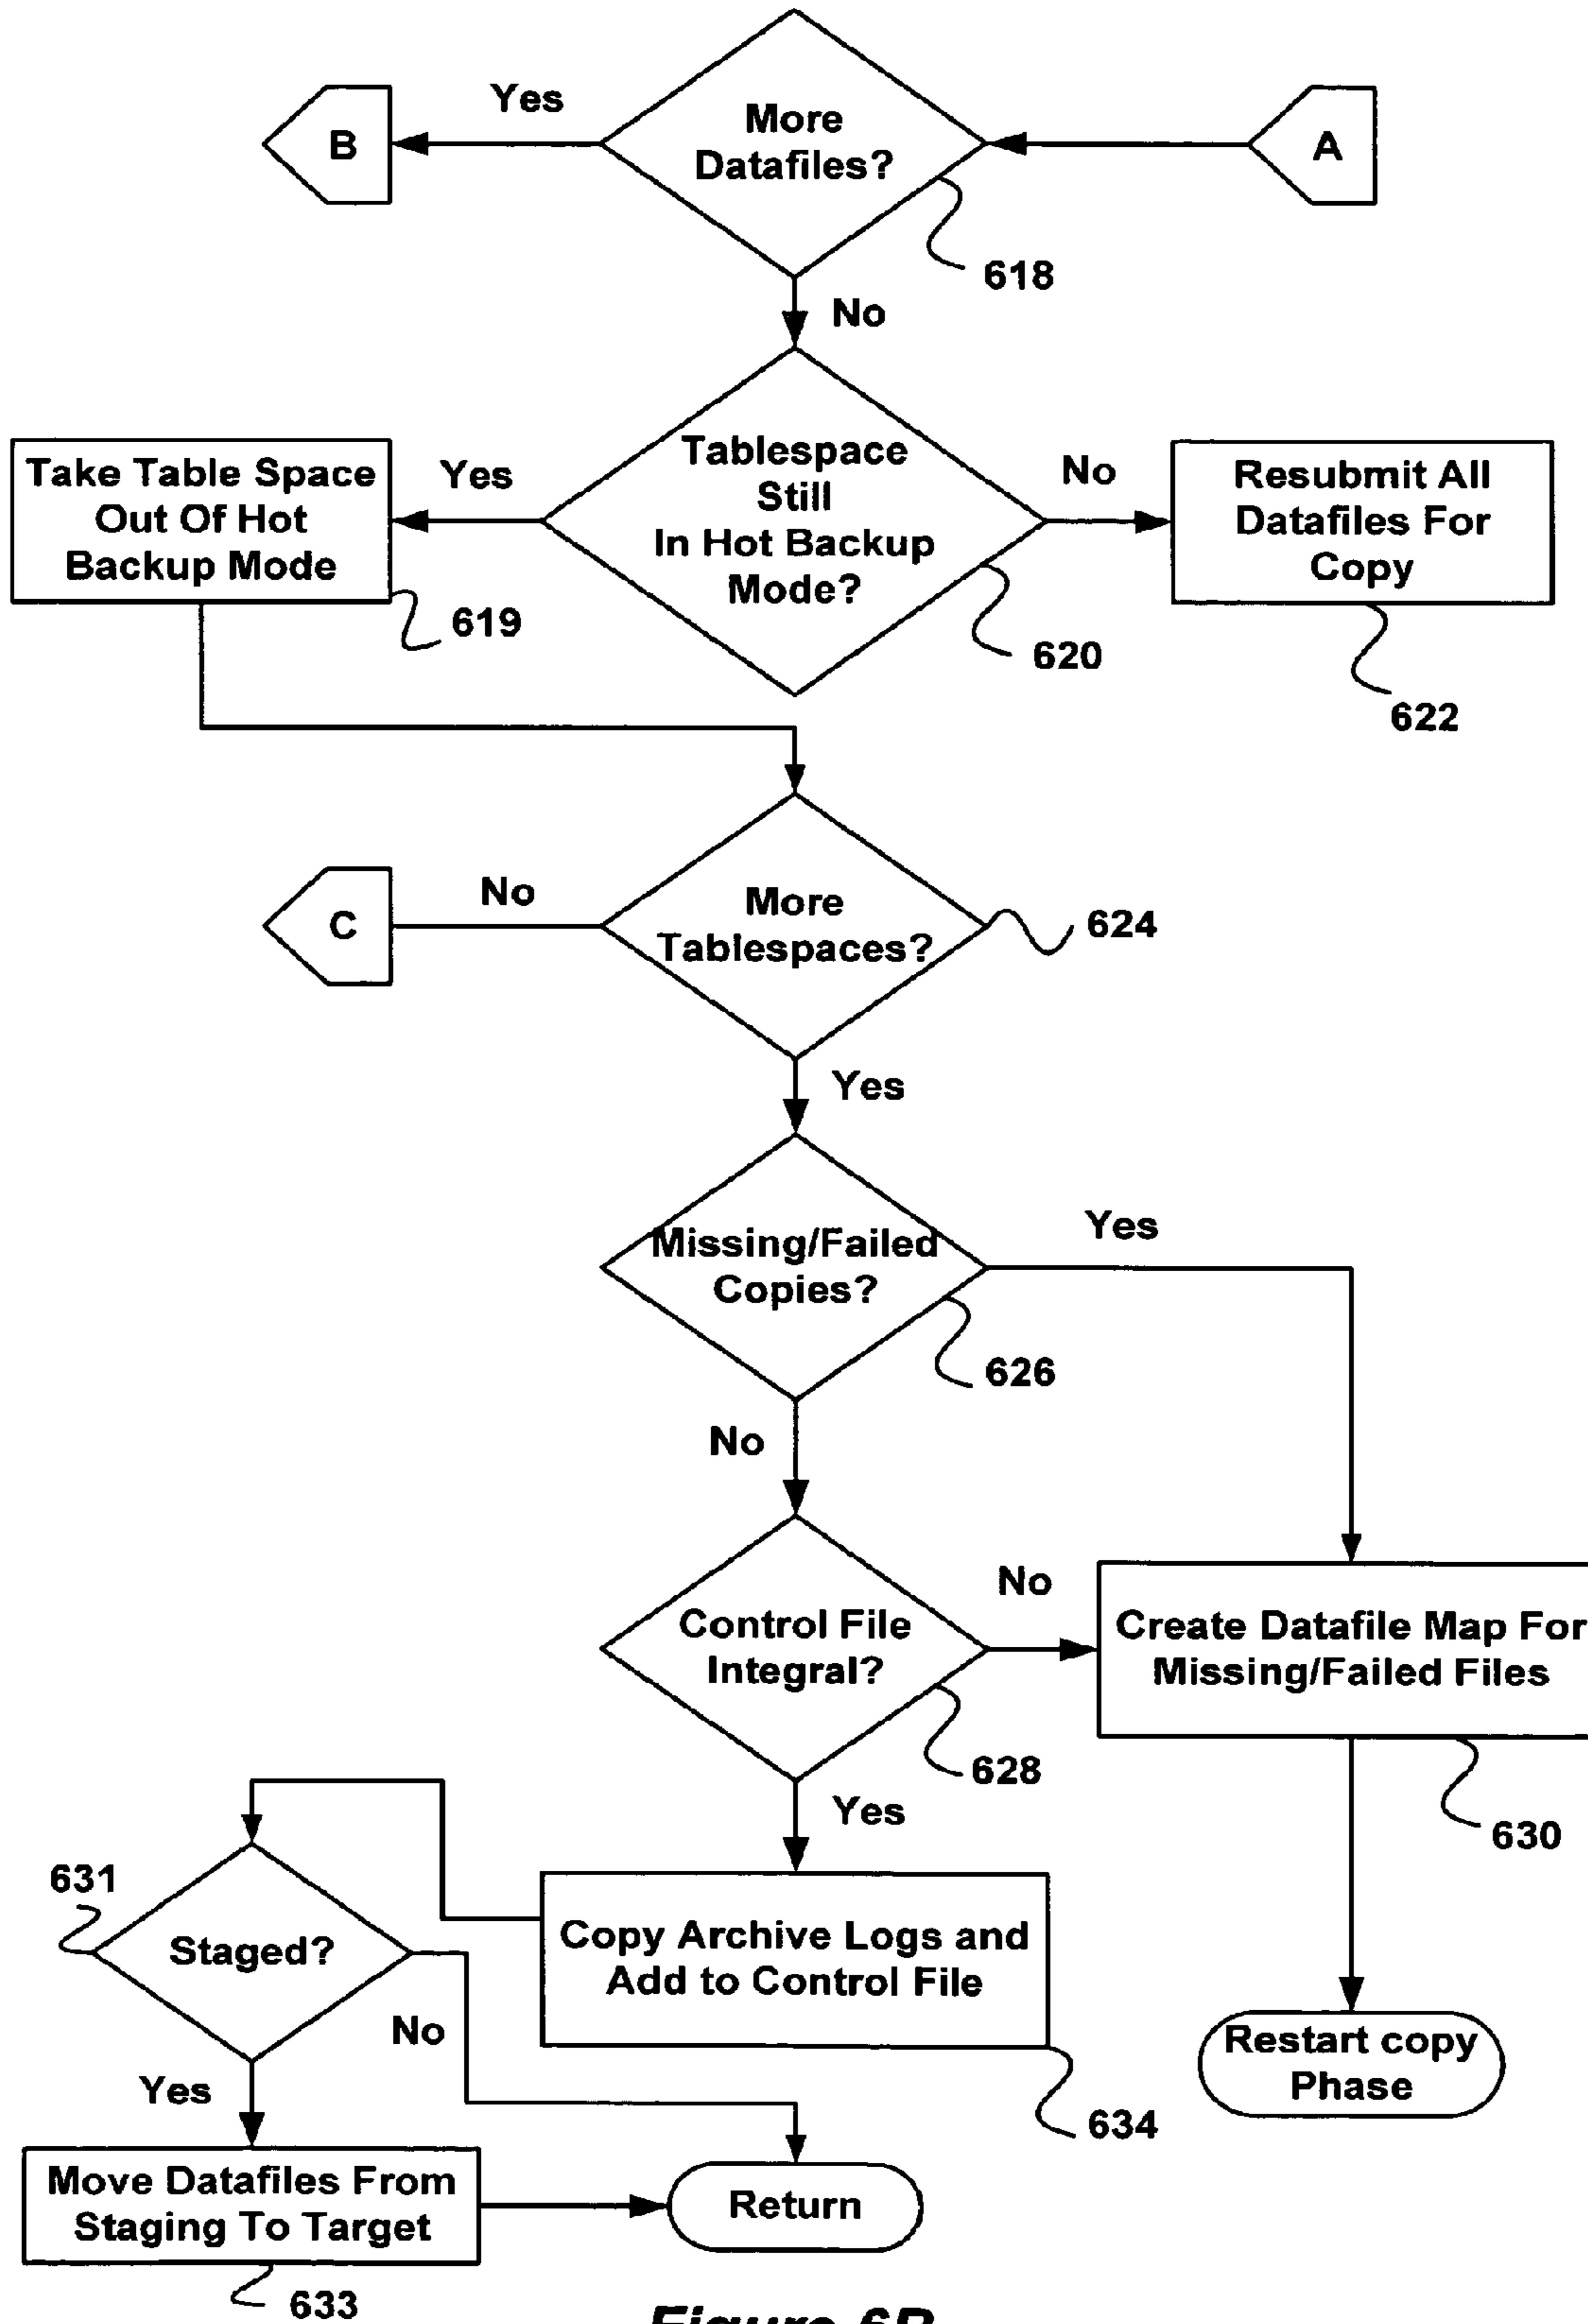 Yes
B
More
Datafiles?
A
618
No
Take Table Space
Out Of Hot
Backup Mode
Yes
Tablespace
Still
In Hot Backup
Mode?
No
Resubmit All
Datafiles For
Copy
619
620
622
C
No
More
Tablespaces?
624
Yes
Missing/Failed
Copies?
Yes
626
No
Control File
Integral?
No
Create Datafile Map For
Missing/Failed Files
628
Yes
630
631
Staged?
Copy Archive Logs and
Add to Control File
No
Yes
634
Restart copy
Phase
Move Datafiles From
Staging To Target
Return
633
Figure 6B